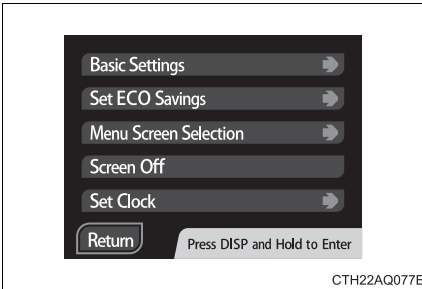 Basic Settings
Set ECO Savings
Menu Screen Selection
Screen Off
Set Clock
Return
Press DISP and Hold to Enter
CTH22AQ077E